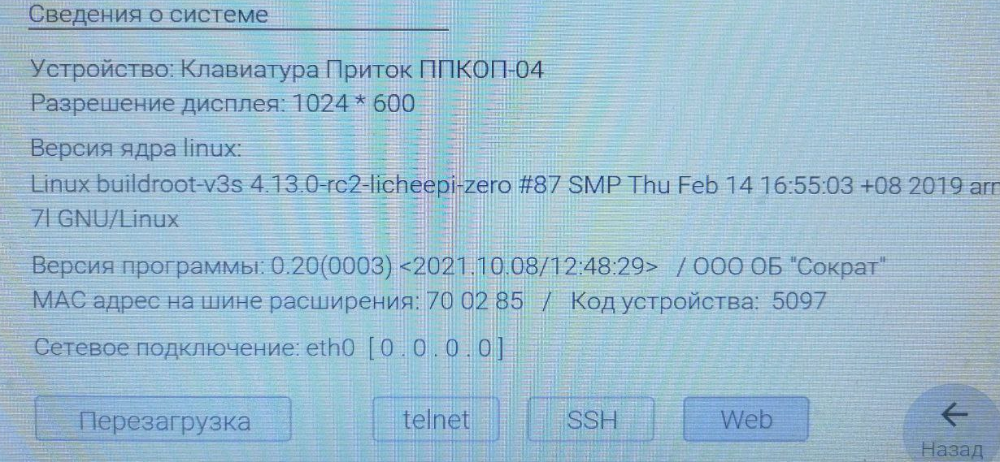 Сведения о системе
Устройство: Клавиатура Приток ППКОП-04
Разрешение дисплея: 1024 * 600
Версия ядра linux:
Linux buildroot-v3s 4.13.0-rc2-licheepi-zero #87 SMP Thu Feb 14 16:55:03 +08 2019
7l GNU/Linux
Версия программы: 0.20(0003) <2021.10.08/12:48:29> / ООО ОБ "Сократ"
МАС адрес на шине расширения: 70 02 85 / Код устройства: 5097
Сетевое подключение: eth0 [ 0 . 0 . 0 . 0 ]
Перезагрузка telnet SSH Web
Назад